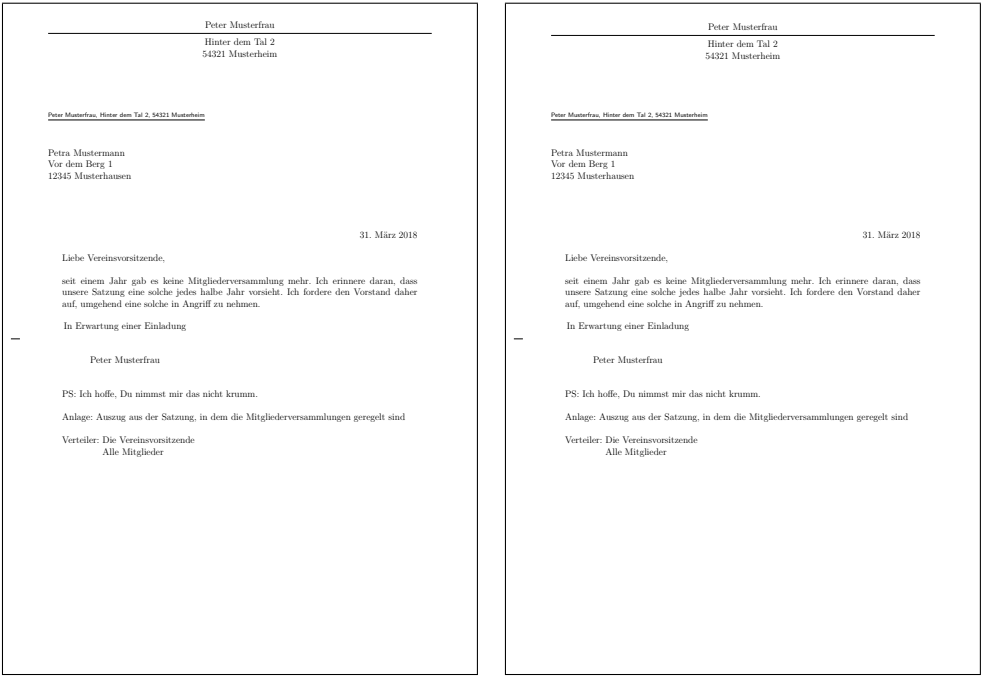 Peter Musterfrau
Hinter dem Tal 2
54321 Musterheim
Peter Musterfrau, Hinter dem Tal 2, 54321 Musterheim
Petra Mustermann
Vor dem Berg 1
12345 Musterhausen
31. März 2018
Liebe Vereinsvorsitzende,
seit einem Jahr gab es keine Mitgliederversammlung mehr. Ich erinnere daran, dass
unsere Satzung eine solche jedes halbe Jahr vorsieht. Ich fordere den Vorstand daher
auf, umgehend eine solche in Angriff zu nehmen.
In Erwartung einer Einladung
Peter Musterfrau
PS: Ich hoffe, Du nimmst mir das nicht krumm.
Anlage: Auszug aus der Satzung, in dem die Mitgliederversammlungen geregelt sind
Verteiler: Die Vereinsvorsitzende
Alle Mitglieder
Peter Musterfrau
Hinter dem Tal 2
54321 Musterheim
Peter Musterfrau, Hinter dem Tal 2, 54321 Musterheim
Petra Mustermann
Vor dem Berg 1
12345 Musterhausen
31. März 2018
Liebe Vereinsvorsitzende,
seit einem Jahr gab es keine Mitgliederversammlung mehr. Ich erinnere daran, dass
unsere Satzung eine solche jedes halbe Jahr vorsieht. Ich fordere den Vorstand daher
auf, umgehend eine solche in Angriff zu nehmen.
In Erwartung einer Einladung
Peter Musterfrau
PS: Ich hoffe, Du nimmst mir das nicht krumm.
Anlage: Auszug aus der Satzung, in dem die Mitgliederversammlungen geregelt sind
Verteiler: Die Vereinsvorsitzende
Alle Mitglieder